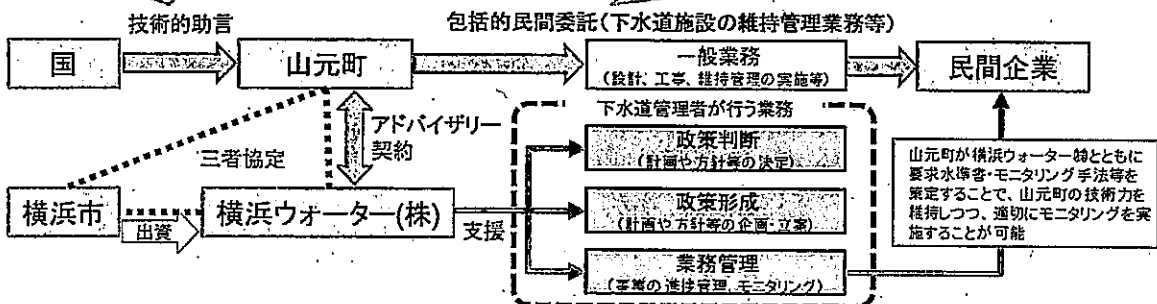 技術的助言
包括的民間委託(下水道施設の維持管理業務等)
国
山元町
一般業務
(設計、工事、維持管理の実施等)
民間企業
下水道管理者が行う業務
アドバイザリー
契約
三者協定
政策判断
(計画や方針等の決定)
山元町が横浜ウォーター㈱とともに
要求水準書・モニタリング手法等を
策定することで、山元町の技術力を
維持しつつ、適切にモニタリングを実
施することが可能
横浜市
出資
横浜ウォーター(株)
支援
政策形成
(計画や方針等の企画・立案)
業務管理
(事業の進捗管理、モニタリング)